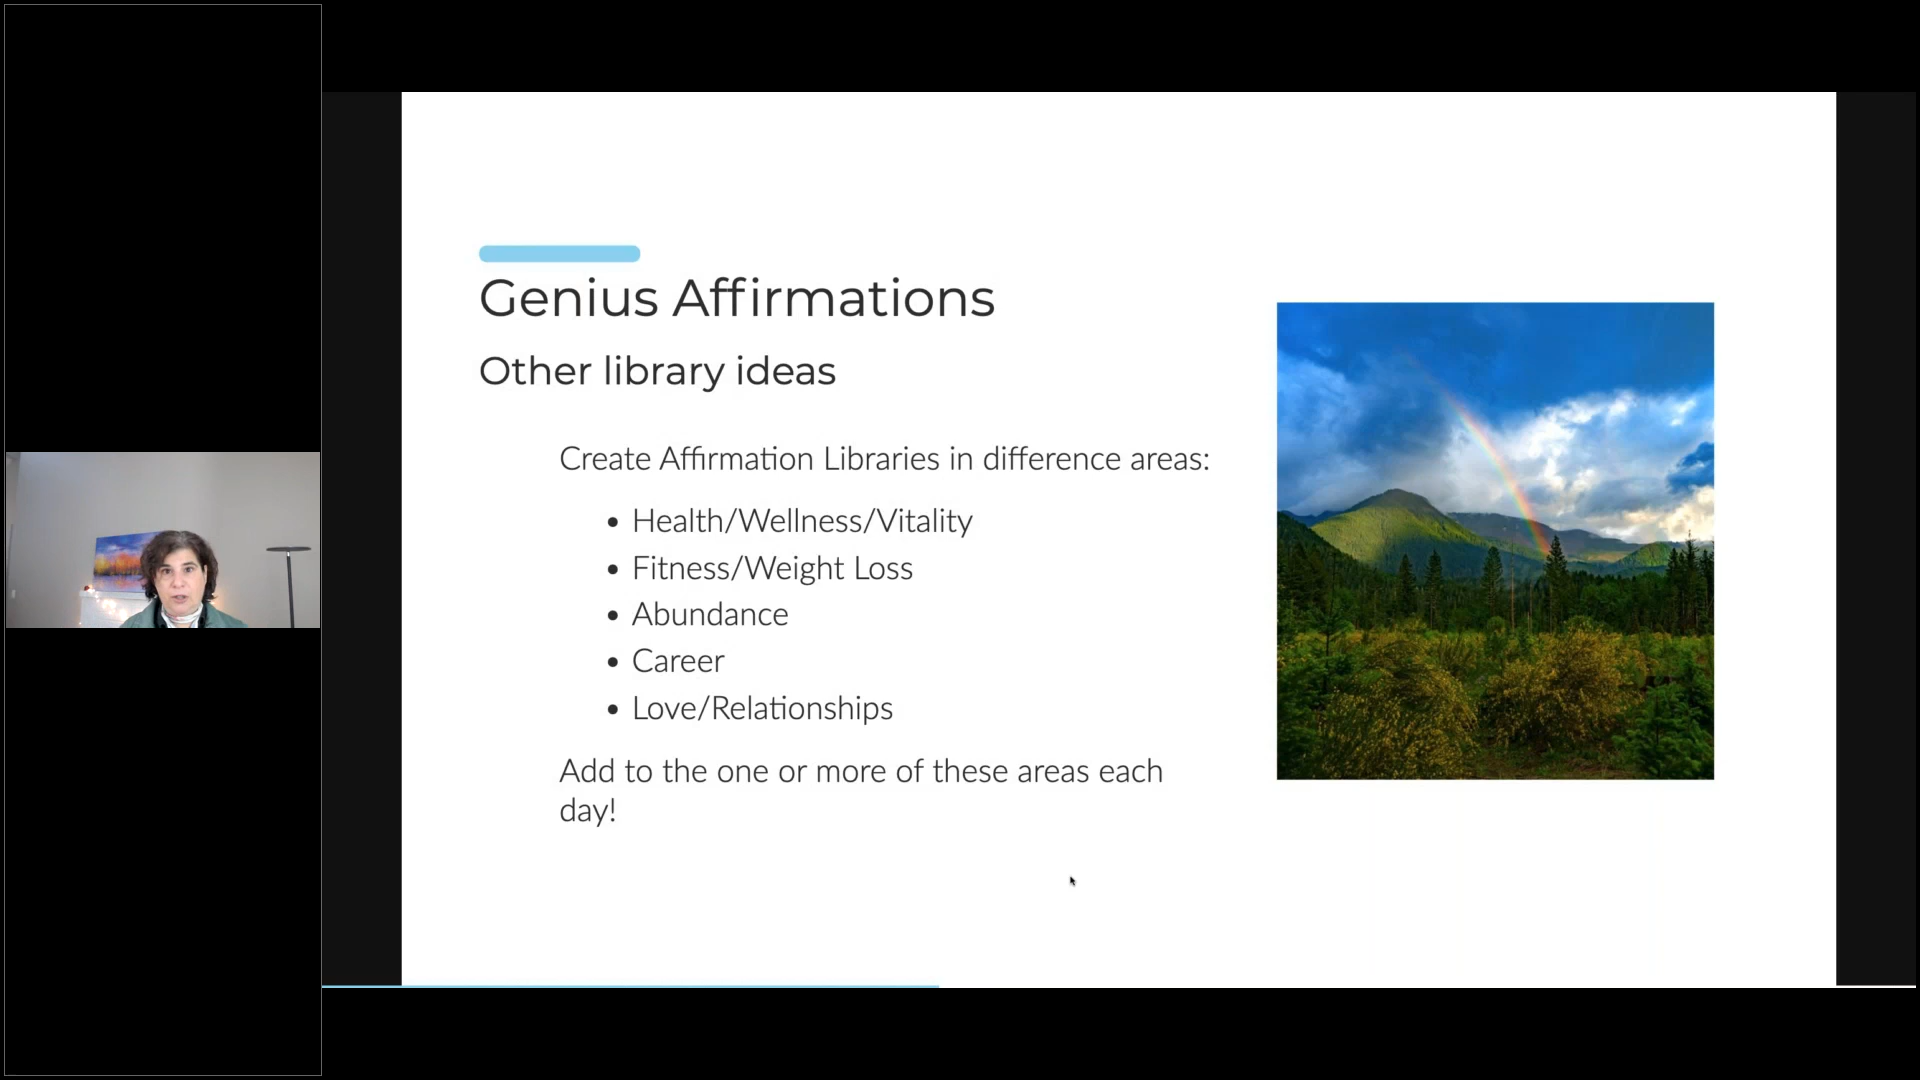 Genius Affirmations
Other library ideas
Create Affirmation Libraries in difference areas:
• Health/Wellness/Vitality
• Fitness/Weight Loss
• Abundance
• Career
• Love/Relationships
Add to the one or more of these areas each
day!